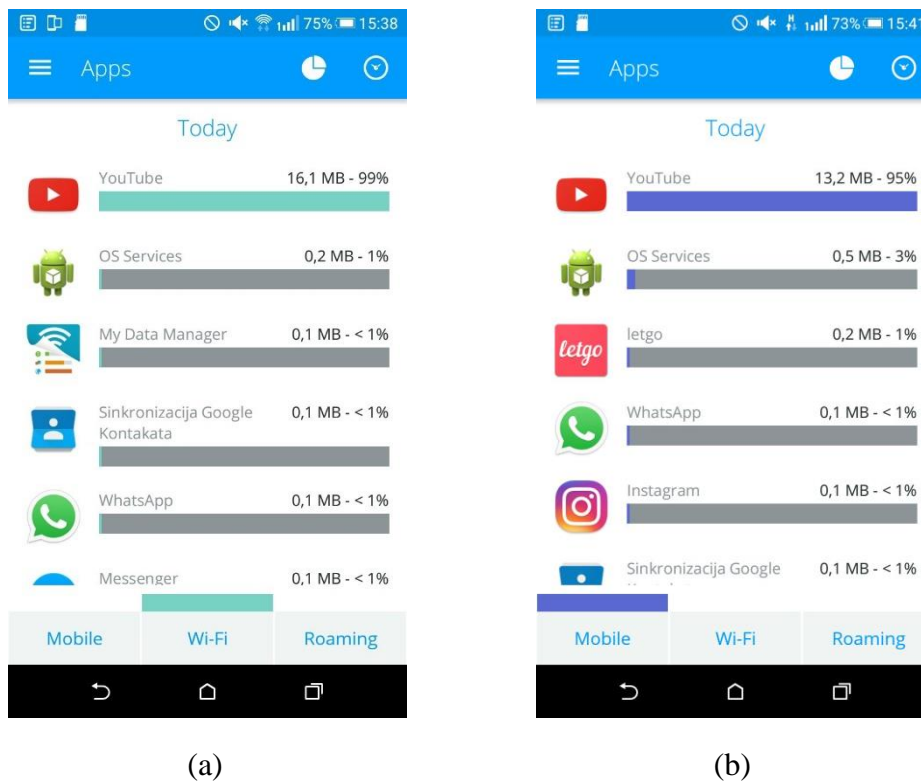 75% 15:38
Apps
Today
YouTube 16,1 MB - 99%
OS Services 0,2 MB - 1%
My Data Manager 0,1 MB - < 1%
Sinkronizacija Google 0,1 MB - < 1%
Kontakata
WhatsApp 0,1 MB - < 1%
Messenger 0,1 MB - < 1%
Mobile Wi-Fi Roaming
(a)
H 73% 15:41
Apps
Today
YouTube 13,2 MB - 95%
OS Services 0,5 MB - 3%
letgo letgo 0,2 MB - 1%
WhatsApp 0,1 MB - < 1%
Instagram 0,1 MB - < 1%
Sinkronizacija Google 0,1 MB - < 1%
Mobile Wi-Fi Roaming
(b)